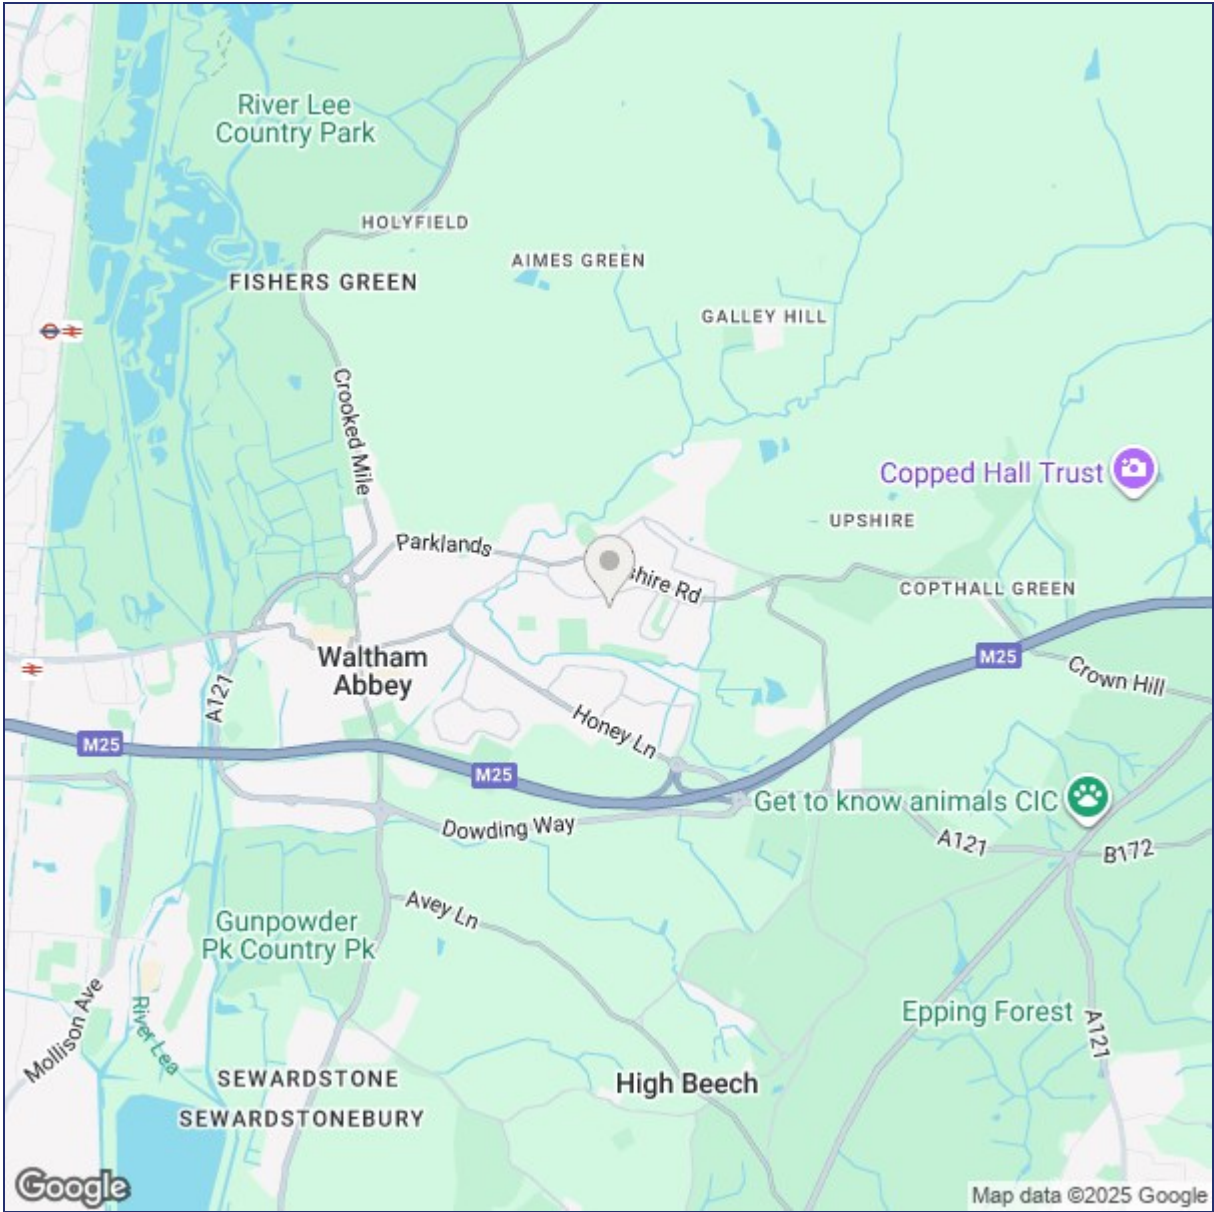 River Lee
Country Park
HOLYFIELD
AIMES GREEN
FISHERS GREEN
GALLEY HILL
Crooked Mile
Copped Hall Trust
UPSHIRE
Parklands
shire Rd
COPTHALL GREEN
Waltham
Abbey
M25
Crown Hill
A121
Honey Ln
M25
M25
Get to know animals CIC
Dowding Way
A121
B172
Avey Ln
Gunpowder
Pk Country Pk
Mollison Ave
River Lea
Epping Forest
A121
SEWARDSTONE
High Beech
SEWARDSTONEBURY
Google
Map data ©2025 Google